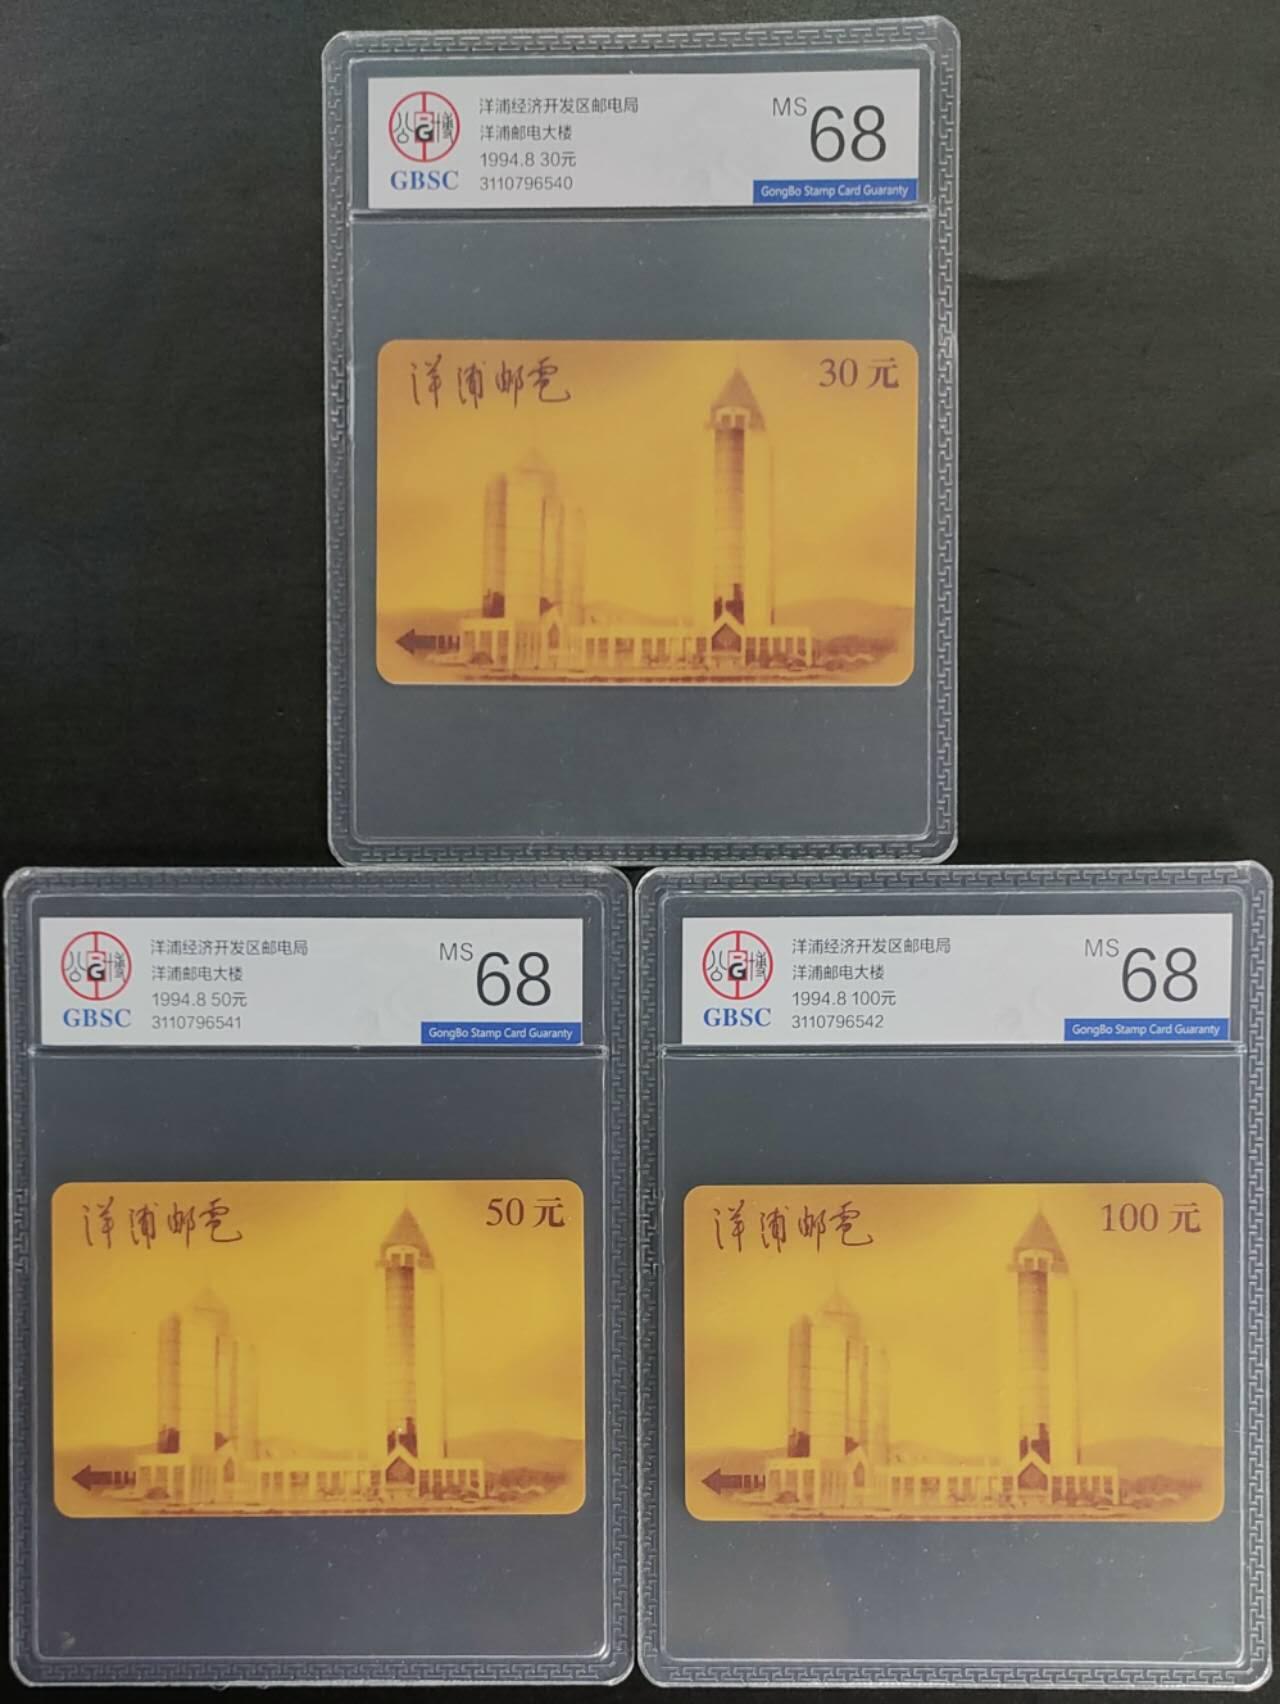 洋浦经济开发区邮电局
洋浦邮电大楼
1994.8 30元
3110796540
GBSC
MS 68
GongBo Stamp Card Guaranty
洋浦邮電
30元
洋浦经济开发区邮电局
洋浦邮电大楼
1994.8 50元
3110796541
GBSC
MS 68
GongBo Stamp Card Guaranty
洋浦邮電
50元
洋浦经济开发区邮电局
洋浦邮电大楼
1994.8 100元
3110796542
GBSC
MS 68
GongBo Stamp Card Guaranty
洋浦邮電
100元